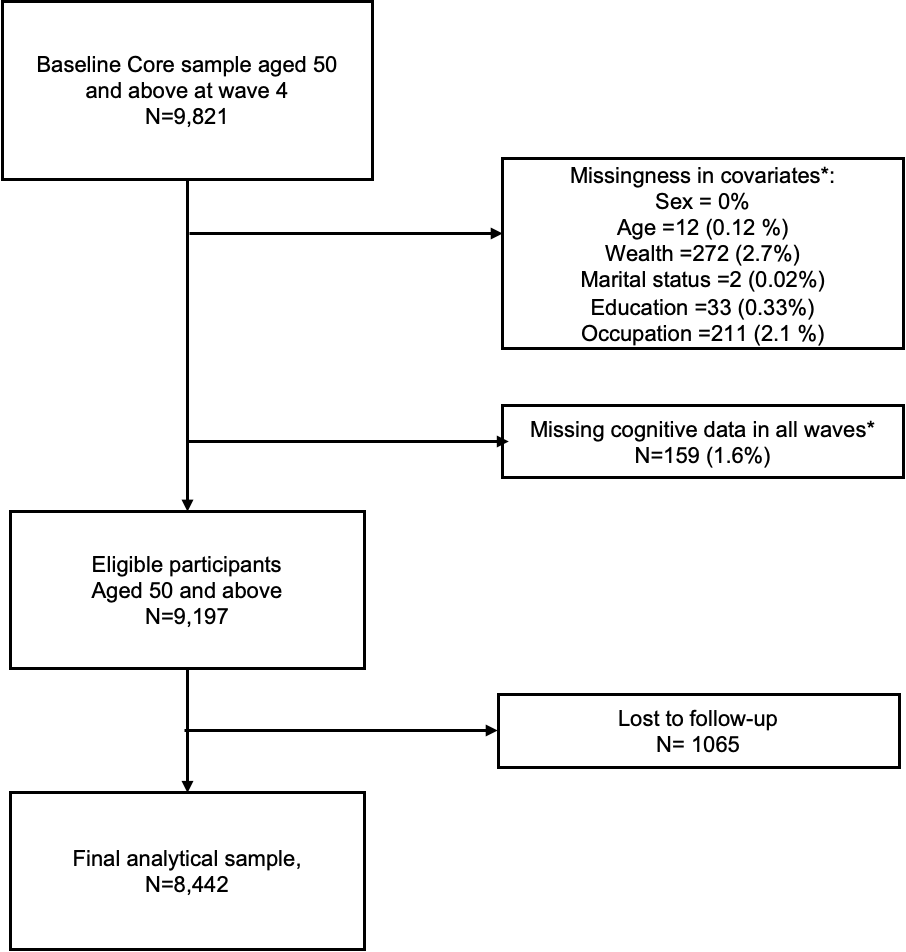 Baseline Core sample aged 50
and above at wave 4
N=9,821
Missingness in covariates*:
Sex = 0%
Age =12 (0.12 %)
Wealth =272 (2.7%)
Marital status =2 (0.02%)
Education =33 (0.33%)
Occupation =211 (2.1 %)
Missing cognitive data in all waves*
N=159 (1.6%)
Eligible participants
Aged 50 and above
N=9,197
Lost to follow-up
N= 1065
Final analytical sample,
N=8,442